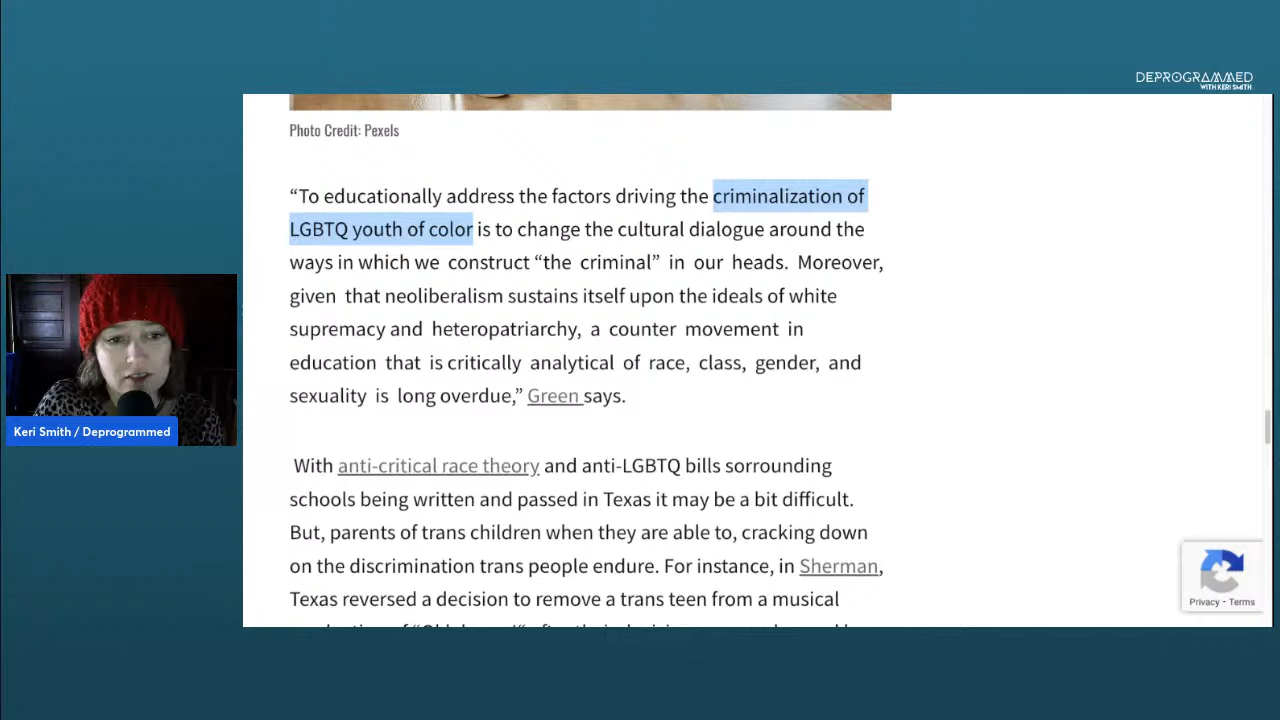 DEPROGRAMMED
WITH KERI SMITH
Photo Credit: Pexels
“To educationally address the factors driving the criminalization of
LGBTQ youth of color is to change the cultural dialogue around the
ways in which we construct “the criminal” in our heads. Moreover,
given that neoliberalism sustains itself upon the ideals of white
supremacy and heteropatriarchy, a counter movement in
education that is critically analytical of race, class, gender, and
sexuality is long overdue,” Green says.
With anti-critical race theory and anti-LGBTQ bills sorrounding
schools being written and passed in Texas it may be a bit difficult.
But, parents of trans children when they are able to, cracking down
on the discrimination trans people endure. For instance, in Sherman,
Texas reversed a decision to remove a trans teen from a musical
Keri Smith / Deprogrammed
Privacy - Terms